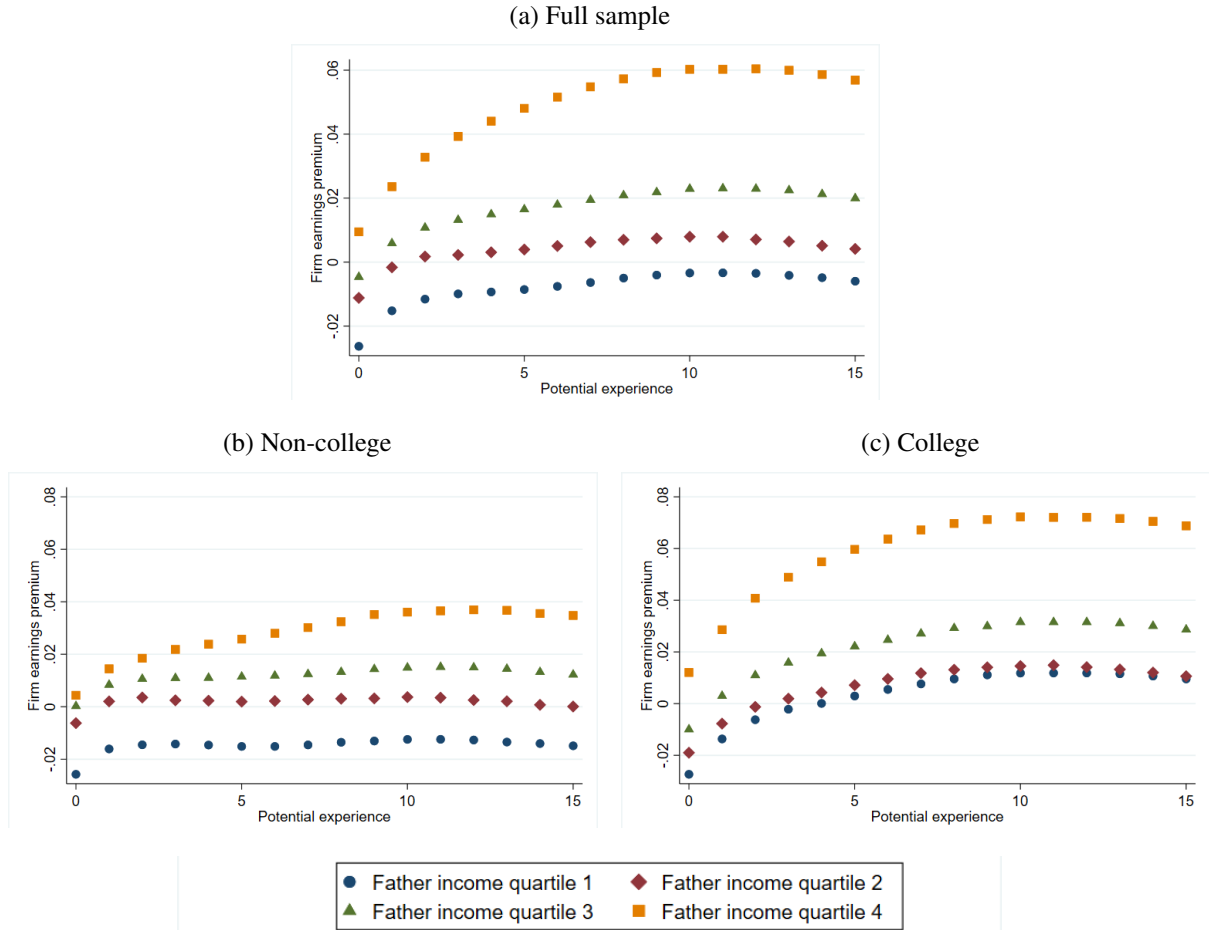 (a) Full sample
Firm earnings premium
-.02 0 .02 .04 .06
0 5 10 15
Potential experience
(b) Non-college
Firm earnings premium
-.02 0 .02 .04 .06 .08
0 5 10 15
Potential experience
(c) College
Firm earnings premium
-.02 0 .02 .04 .06 .08
0 5 10 15
Potential experience
Father income quartile 1 Father income quartile 2
Father income quartile 3 Father income quartile 4